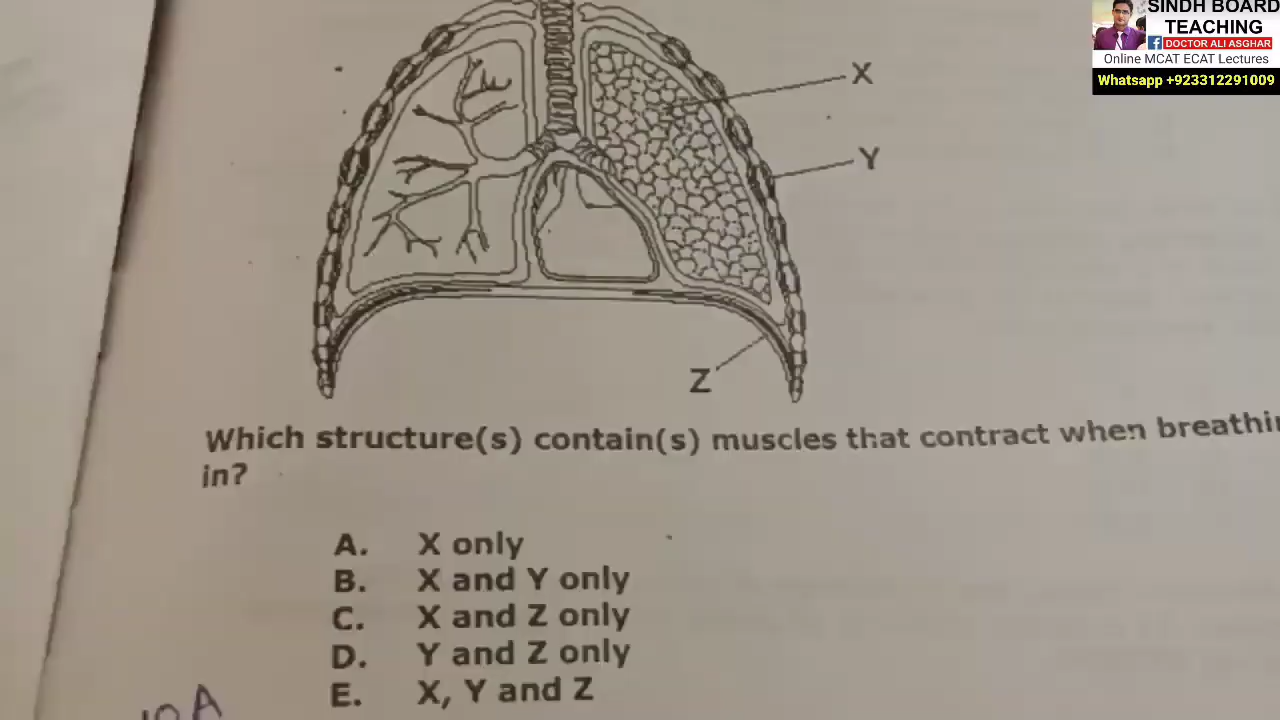 SINDH BOARD
TEACHING
DOCTOR ALI ASGHAR
Online MCAT ECAT Lectures
Whatsapp +923312291009
X
Y
Z
Which structure(s) contain(s) muscles that contract when breathin
in?
A. X only
B. X and Y only
C. X and Z only
D. Y and Z only
E. X, Y and Z